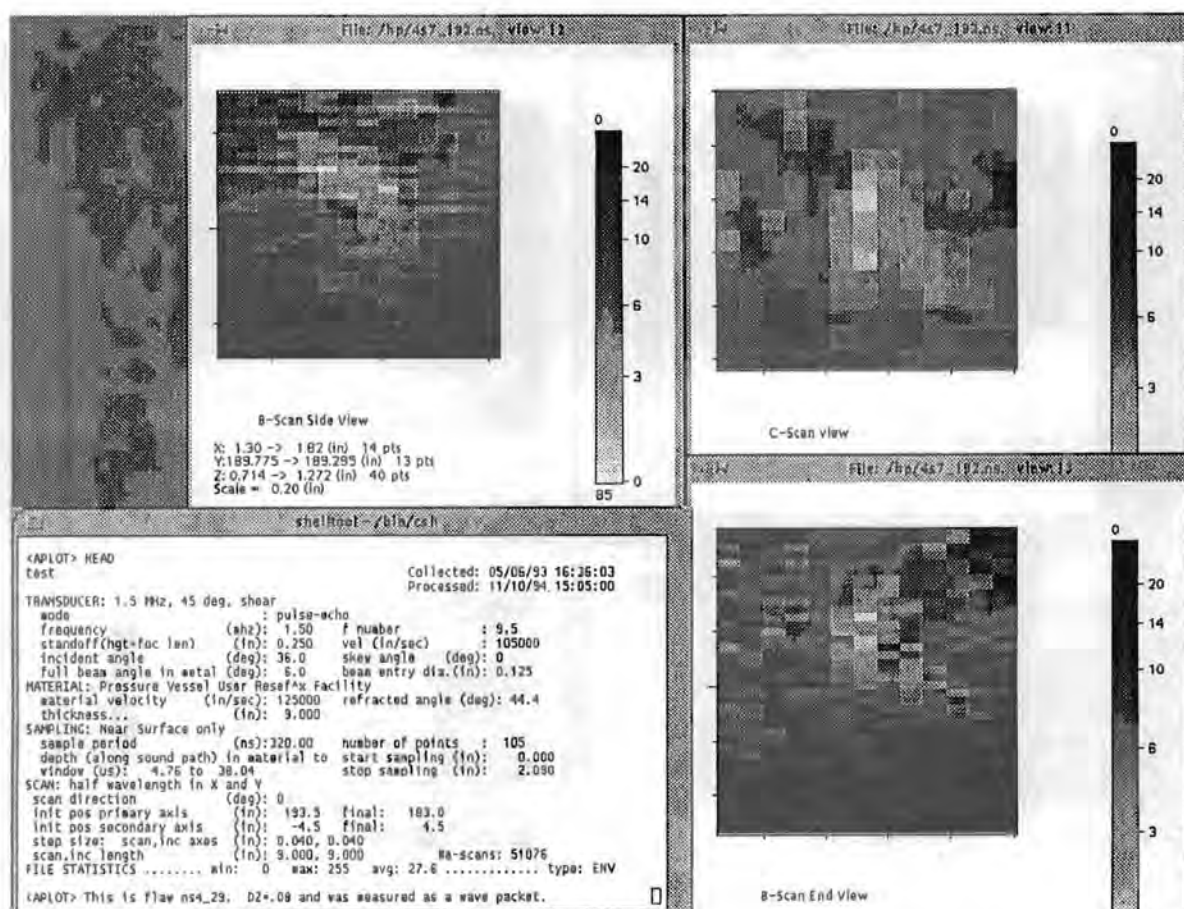 File: /hp/4s7_192.ns, view:12
0
20
14
10
6
3
0
85
B-Scan Side View
X: 1.30 -> 1.82 (in) 14 pts
Y:189.775 -> 189.295 (in) 13 pts
Z: 0.714 -> 1.272 (in) 40 pts
Scale = 0.20 (in)
File: /hp/4s7_192.ns, view:11
0
20
14
10
6
3
C-Scan view
File: /hp/4s7_192.ns, view:13
0
20
14
10
6
3
B-Scan End View
shelltool - /bin/csh
<APLOT> HEAD
test Collected: 05/06/93 16:26:03
Processed: 11/10/94 15:05:00
TRANSDUCER: 1.5 MHz, 45 deg, shear
mode : pulse-echo
frequency (mhz): 1.50 f number : 9.5
standoff(hgt-foc len) (in): 0.250 vel (in/sec) : 105000
incident angle (deg): 36.0 skew angle (deg): 0
full beam angle in metal (deg): 6.0 beam entry dia.(in): 0.125
MATERIAL: Pressure Vessel User Resef^x Facility
material velocity (in/sec): 125000 refracted angle (deg): 44.4
thickness... (in): 9.000
SAMPLING: Near Surface only
sample period (ns):320.00 number of points : 105
depth (along sound path) in material to start sampling (in): 0.000
window (us): 4.76 to 38.04 stop sampling (in): 2.080
SCAN: half wavelength in X and Y
scan direction (deg): 0
init pos primary axis (in): 193.5 final: 183.0
init pos secondary axis (in): -4.5 final: 4.5
step size: scan,inc axes (in): 0.040, 0.040
scan,inc length (in): 9.000, 9.000 #a-scans: 51076
FILE STATISTICS ........ min: 0 max: 255 avg: 27.6 ............. type: ENV
<APLOT> This is flaw ns4_29. DZ=.08 and was measured as a wave packet.